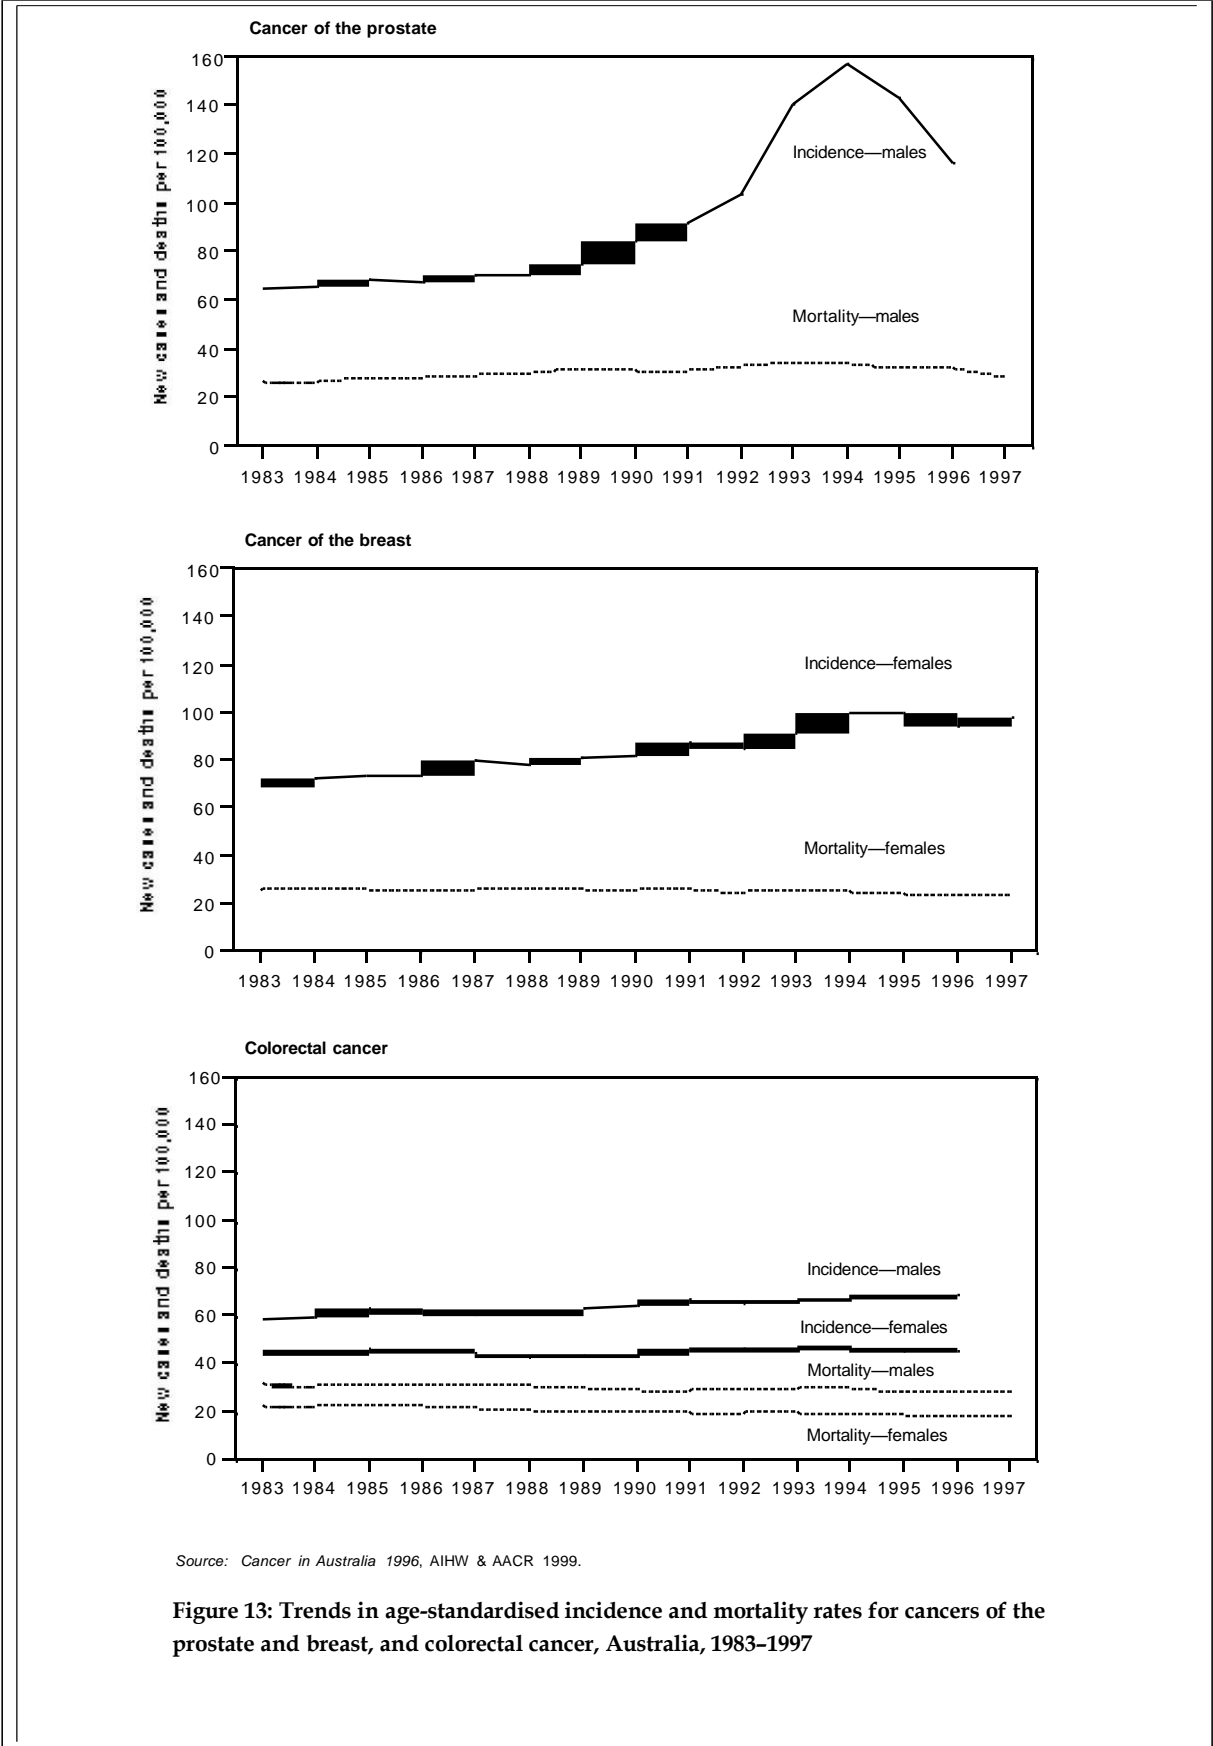 Cancer of the prostate
New cases and deaths per 100,000
160
140
120
100
80
60
40
20
0
Incidence—males
Mortality—males
1983 1984 1985 1986 1987 1988 1989 1990 1991 1992 1993 1994 1995 1996 1997
Cancer of the breast
New cases and deaths per 100,000
160
140
120
100
80
60
40
20
0
Incidence—females
Mortality—females
1983 1984 1985 1986 1987 1988 1989 1990 1991 1992 1993 1994 1995 1996 1997
Colorectal cancer
New cases and deaths per 100,000
160
140
120
100
80
60
40
20
0
Incidence—males
Incidence—females
Mortality—males
Mortality—females
1983 1984 1985 1986 1987 1988 1989 1990 1991 1992 1993 1994 1995 1996 1997
Source: Cancer in Australia 1996, AIHW & AACR 1999.
Figure 13: Trends in age-standardised incidence and mortality rates for cancers of the
prostate and breast, and colorectal cancer, Australia, 1983–1997